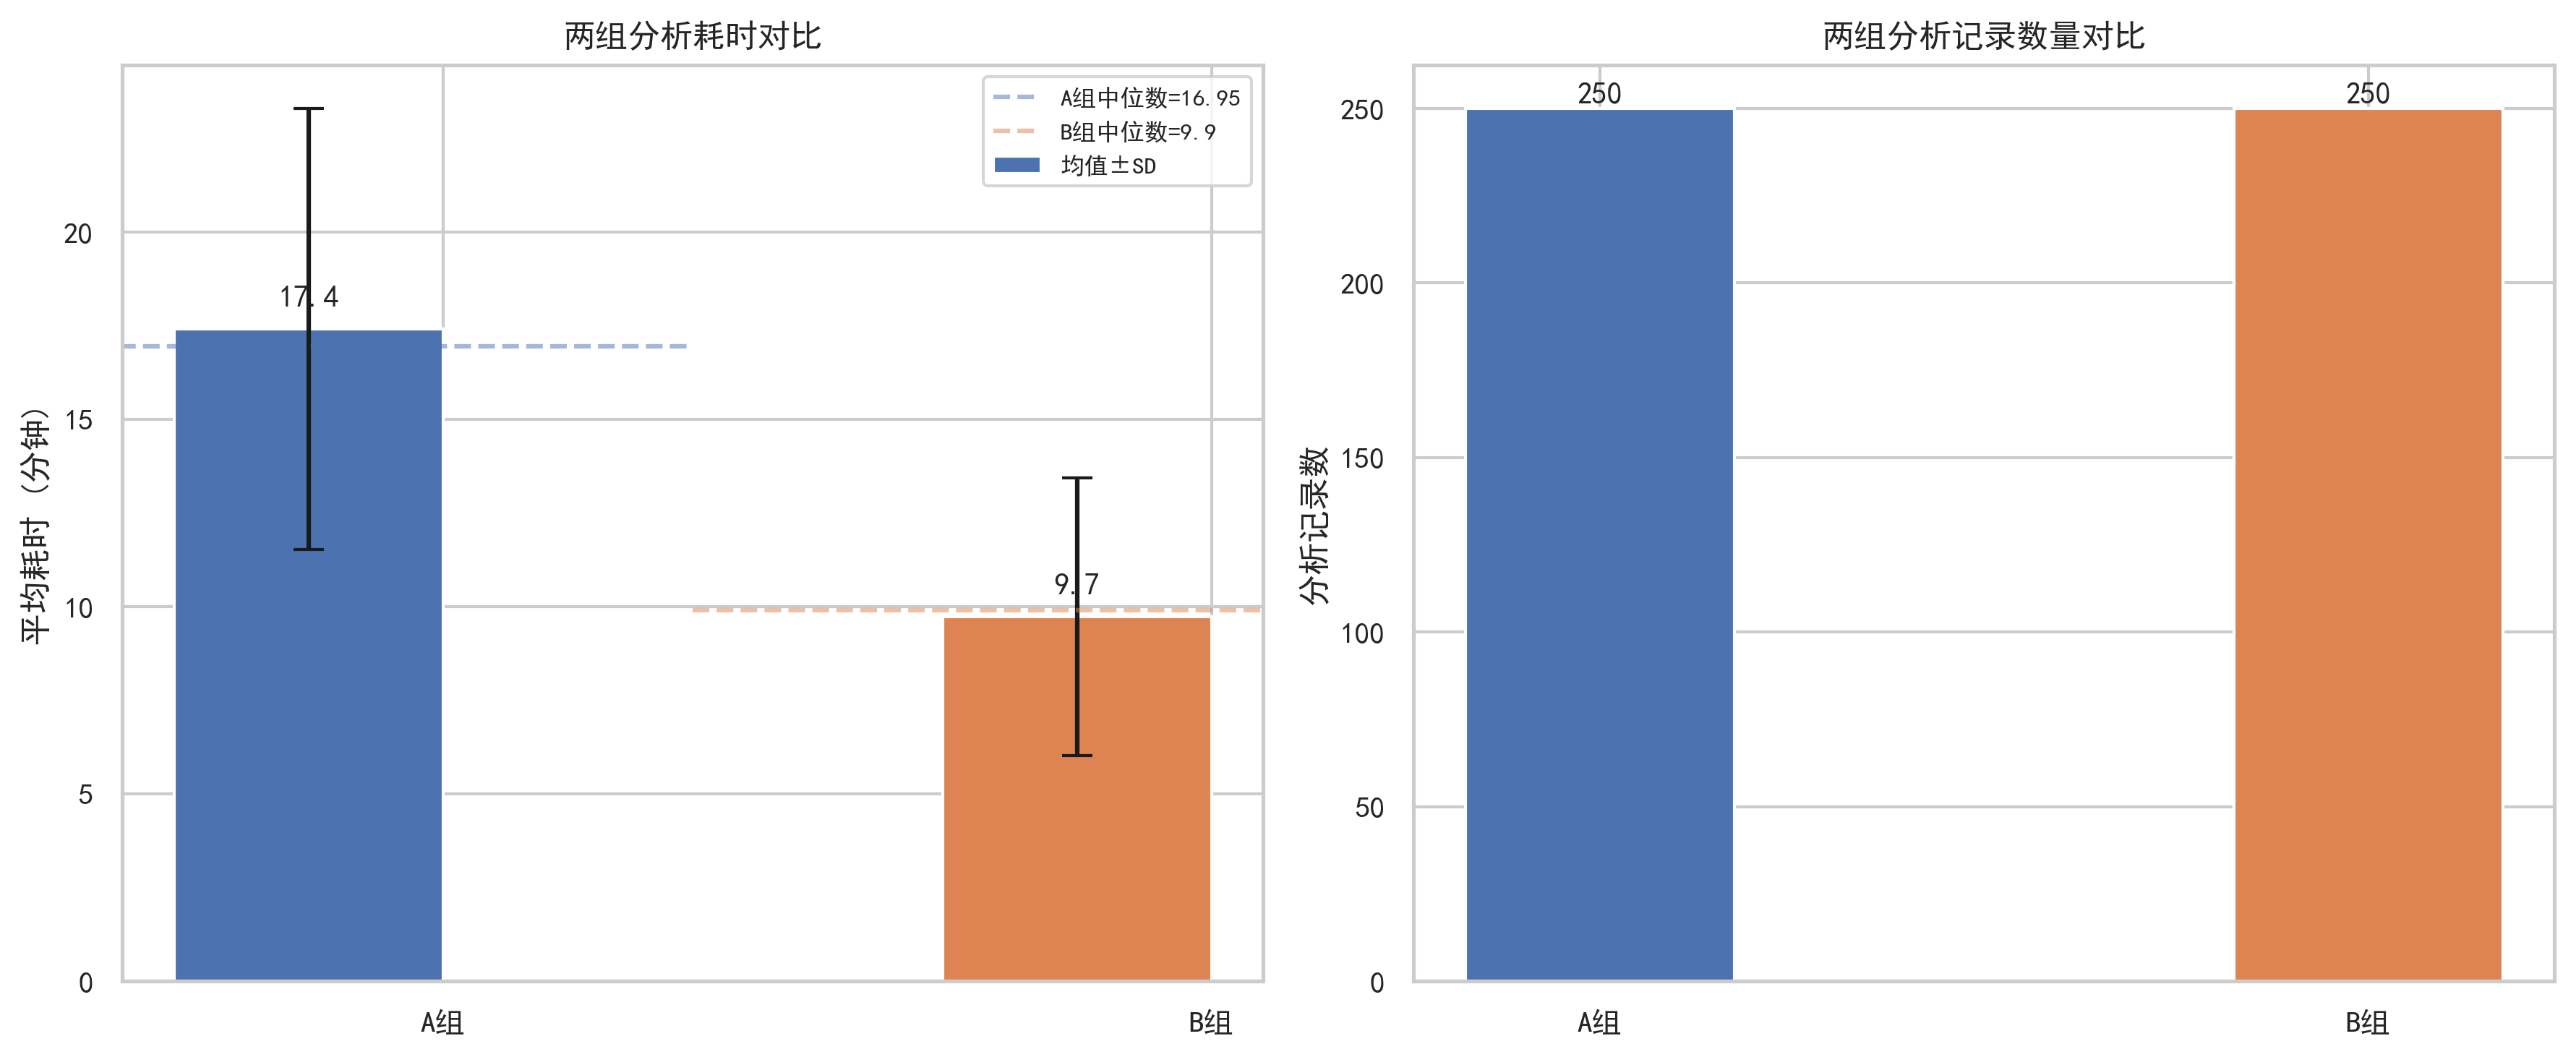 两组分析耗时对比
A组中位数=16.95
B组中位数=9.9
均值±SD
平均耗时 (分钟)
20
15
10
5
0
17.4
9.7
A组
B组
两组分析记录数量对比
分析记录数
250
200
150
100
50
0
250
250
A组
B组